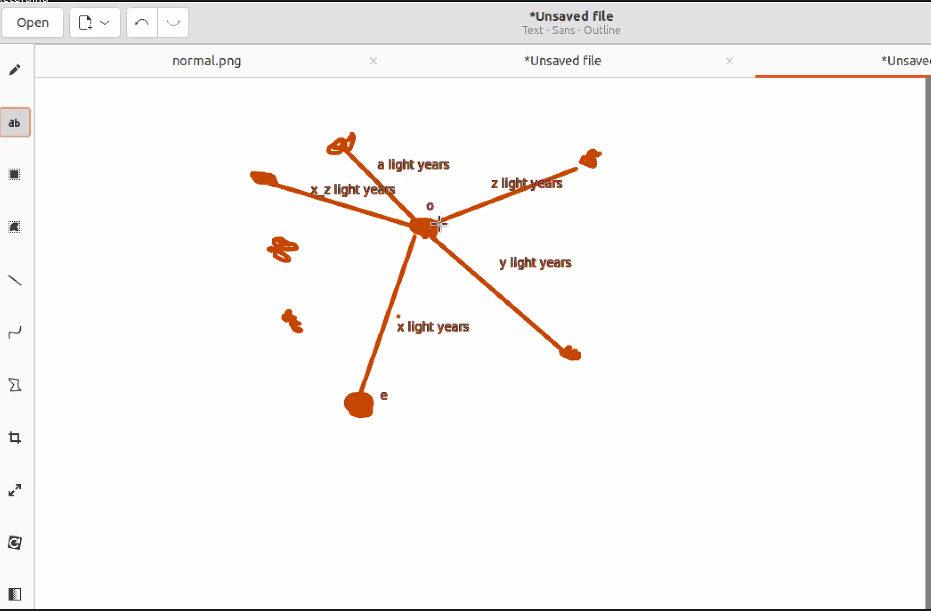 Open
*Unsaved file
Text - Sans - Outline
normal.png
*Unsaved file
*Unsave
ab
a light years
x_z light years
z light years
o
y light years
x light years
e